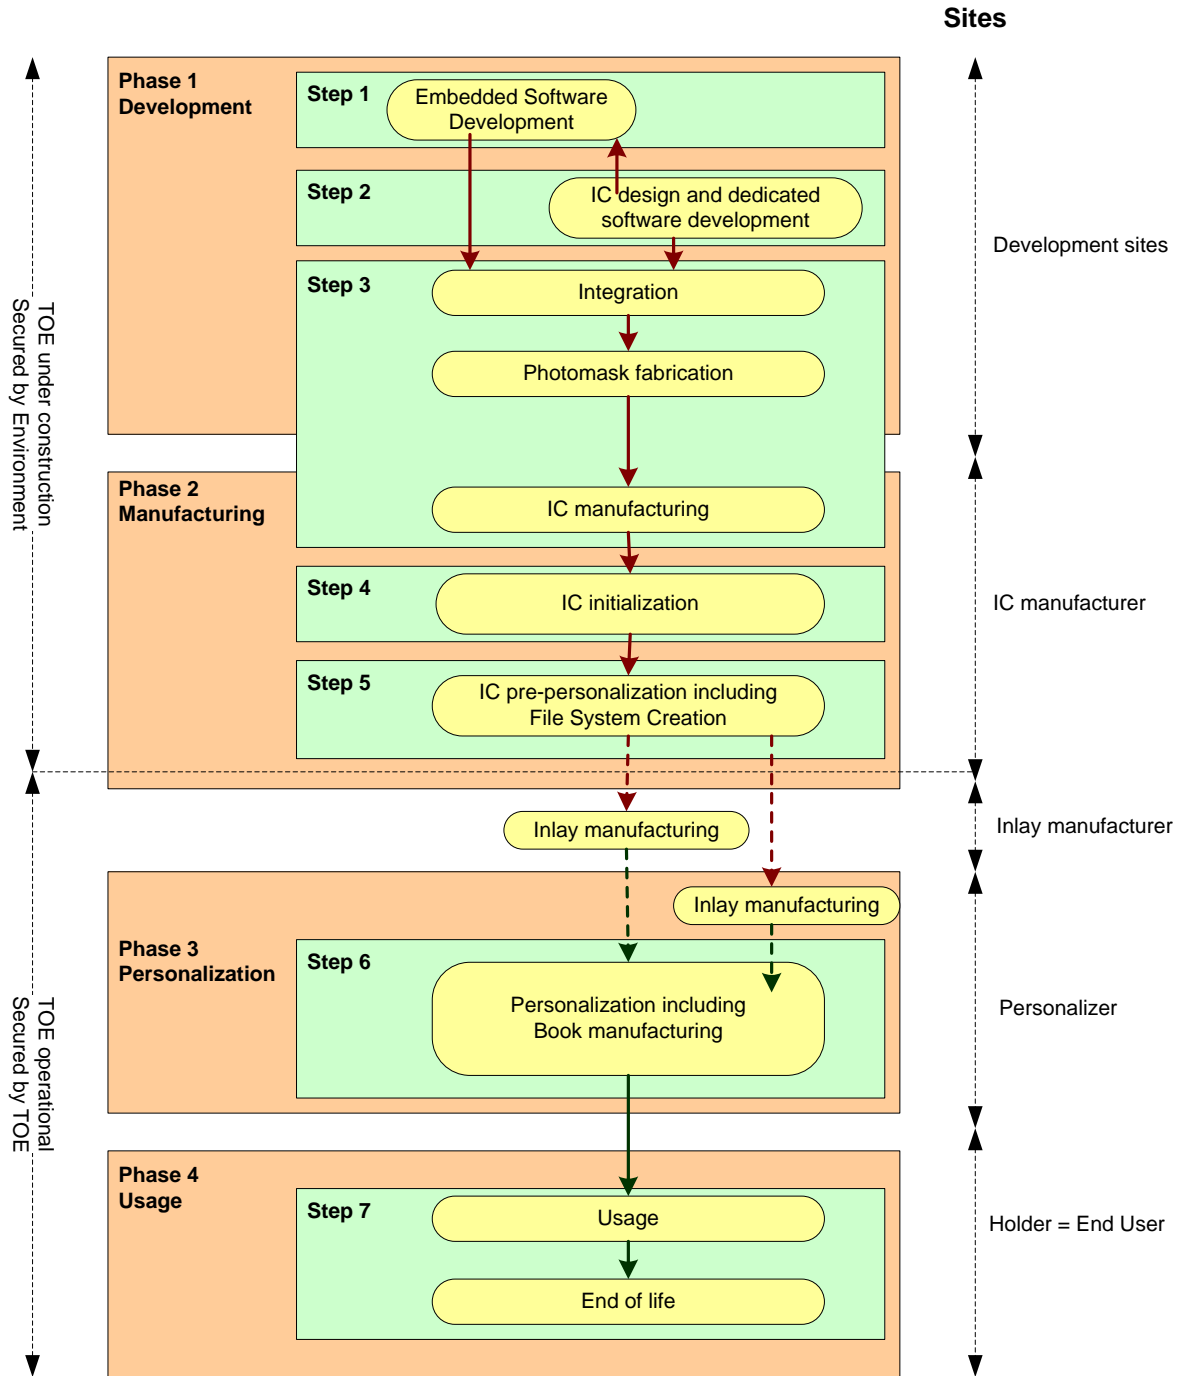 Sites
Phase 1
Development
Step 1
Embedded Software
Development
Step 2
IC design and dedicated
software development
Development sites
Step 3
Integration
Photomask fabrication
TOE under construction
Secured by Environment
Phase 2
Manufacturing
IC manufacturing
Step 4
IC initialization
IC manufacturer
Step 5
IC pre-personalization including
File System Creation
Inlay manufacturing
Inlay manufacturer
Inlay manufacturing
Phase 3
Personalization
Step 6
Personalization including
Book manufacturing
Personalizer
TOE operational
Secured by TOE
Phase 4
Usage
Step 7
Usage
Holder = End User
End of life